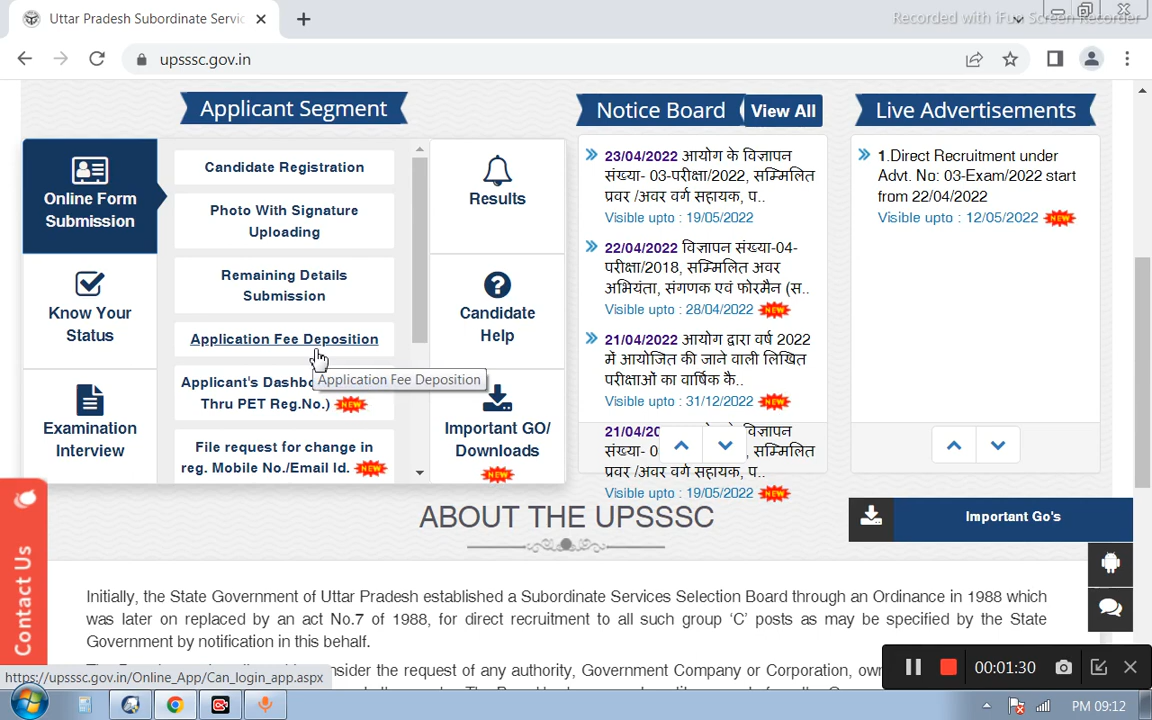 Uttar Pradesh Subordinate Servic
Recorded with iFun Screen Recorder
upsssc.gov.in
Applicant Segment
Online Form
Submission
Know Your
Status
Examination
Interview
Candidate Registration
Photo With Signature
Uploading
Remaining Details
Submission
Application Fee Deposition
Application Fee Deposition
Applicant's Dashbo
Thru PET Reg.No.) NEW
File request for change in
reg. Mobile No./Email Id. NEW
Results
Candidate
Help
Important GO/
Downloads
NEW
Notice Board
View All
23/04/2022 आयोग के विज्ञापन
संख्या- 03-परीक्षा/2022, सम्मिलित
प्रवर /अवर वर्ग सहायक, प..
Visible upto : 19/05/2022
22/04/2022 विज्ञापन संख्या-04-
परीक्षा/2018, सम्मिलित अवर
अभियंता, संगणक एवं फोरमैन (स..
Visible upto : 28/04/2022 NEW
21/04/2022 आयोग द्वारा वर्ष 2022
में आयोजित की जाने वाली लिखित
परीक्षाओं का वार्षिक कै..
Visible upto : 31/12/2022 NEW
21/04/20 विज्ञापन
संख्या- 0 सम्मिलित
प्रवर /अवर वर्ग सहायक, प..
Visible upto : 19/05/2022 NEW
Live Advertisements
1.Direct Recruitment under
Advt. No: 03-Exam/2022 start
from 22/04/2022
Visible upto : 12/05/2022 NEW
Contact Us
ABOUT THE UPSSSC
Important Go's
Initially, the State Government of Uttar Pradesh established a Subordinate Services Selection Board through an Ordinance in 1988 which
was later on replaced by an act No.7 of 1988, for direct recruitment to all such group 'C' posts as may be specified by the State
Government by notification in this behalf.
nsider the request of any authority, Government Company or Corporation, own
https://upsssc.gov.in/Online_App/Can_login_app.aspx
00:01:30
PM 09:12